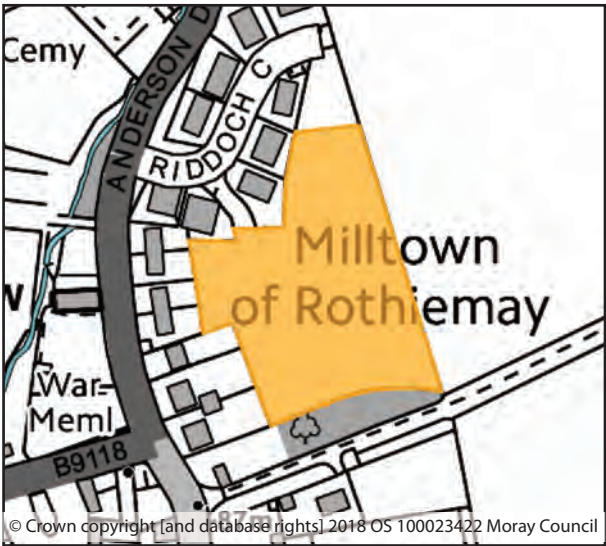 Cemy
ANDERSON D
RIDDOCH C
Milltown
of Rothiemay
W
War
Meml
B9118
87m
© Crown copyright [and database rights] 2018 OS 100023422 Moray Council